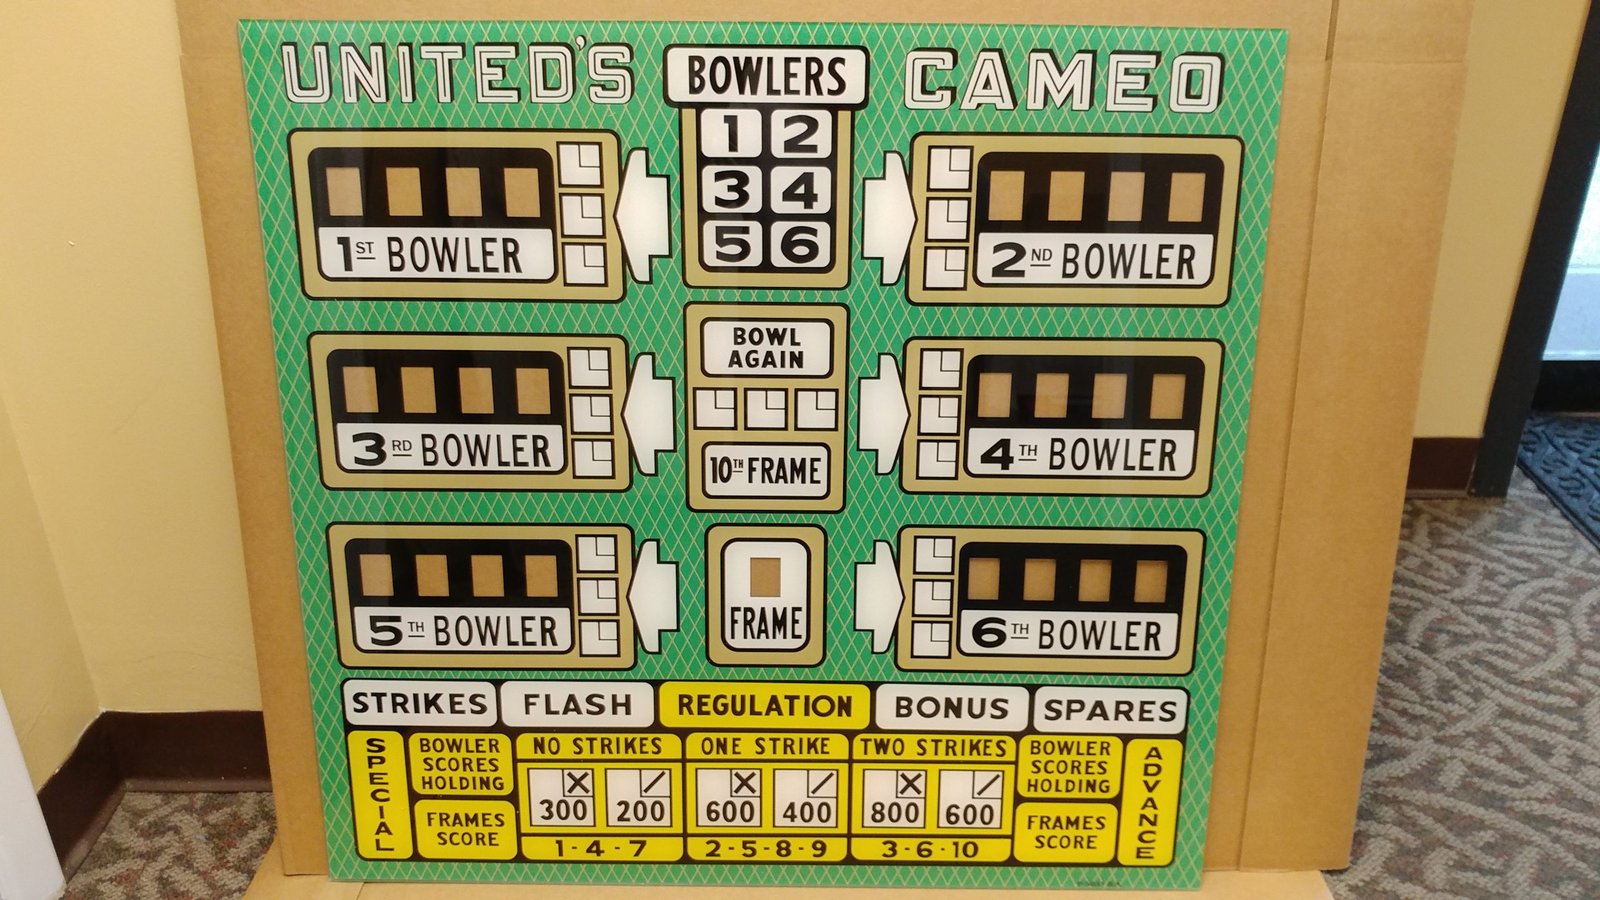 UNITED'S BOWLERS CAMEO
1 2
3 4
5 6
1ST BOWLER
2ND BOWLER
BOWL
AGAIN
10TH FRAME
3RD BOWLER
4TH BOWLER
5TH BOWLER
FRAME
6TH BOWLER
STRIKES FLASH REGULATION BONUS SPARES
SPECIAL
BOWLER
SCORES
HOLDING
FRAMES
SCORE
NO STRIKES
X /
300 200
1-4-7
ONE STRIKE
X /
600 400
2-5-8-9
TWO STRIKES
X /
800 600
3-6-10
BOWLER
SCORES
HOLDING
FRAMES
SCORE
ADVANCE